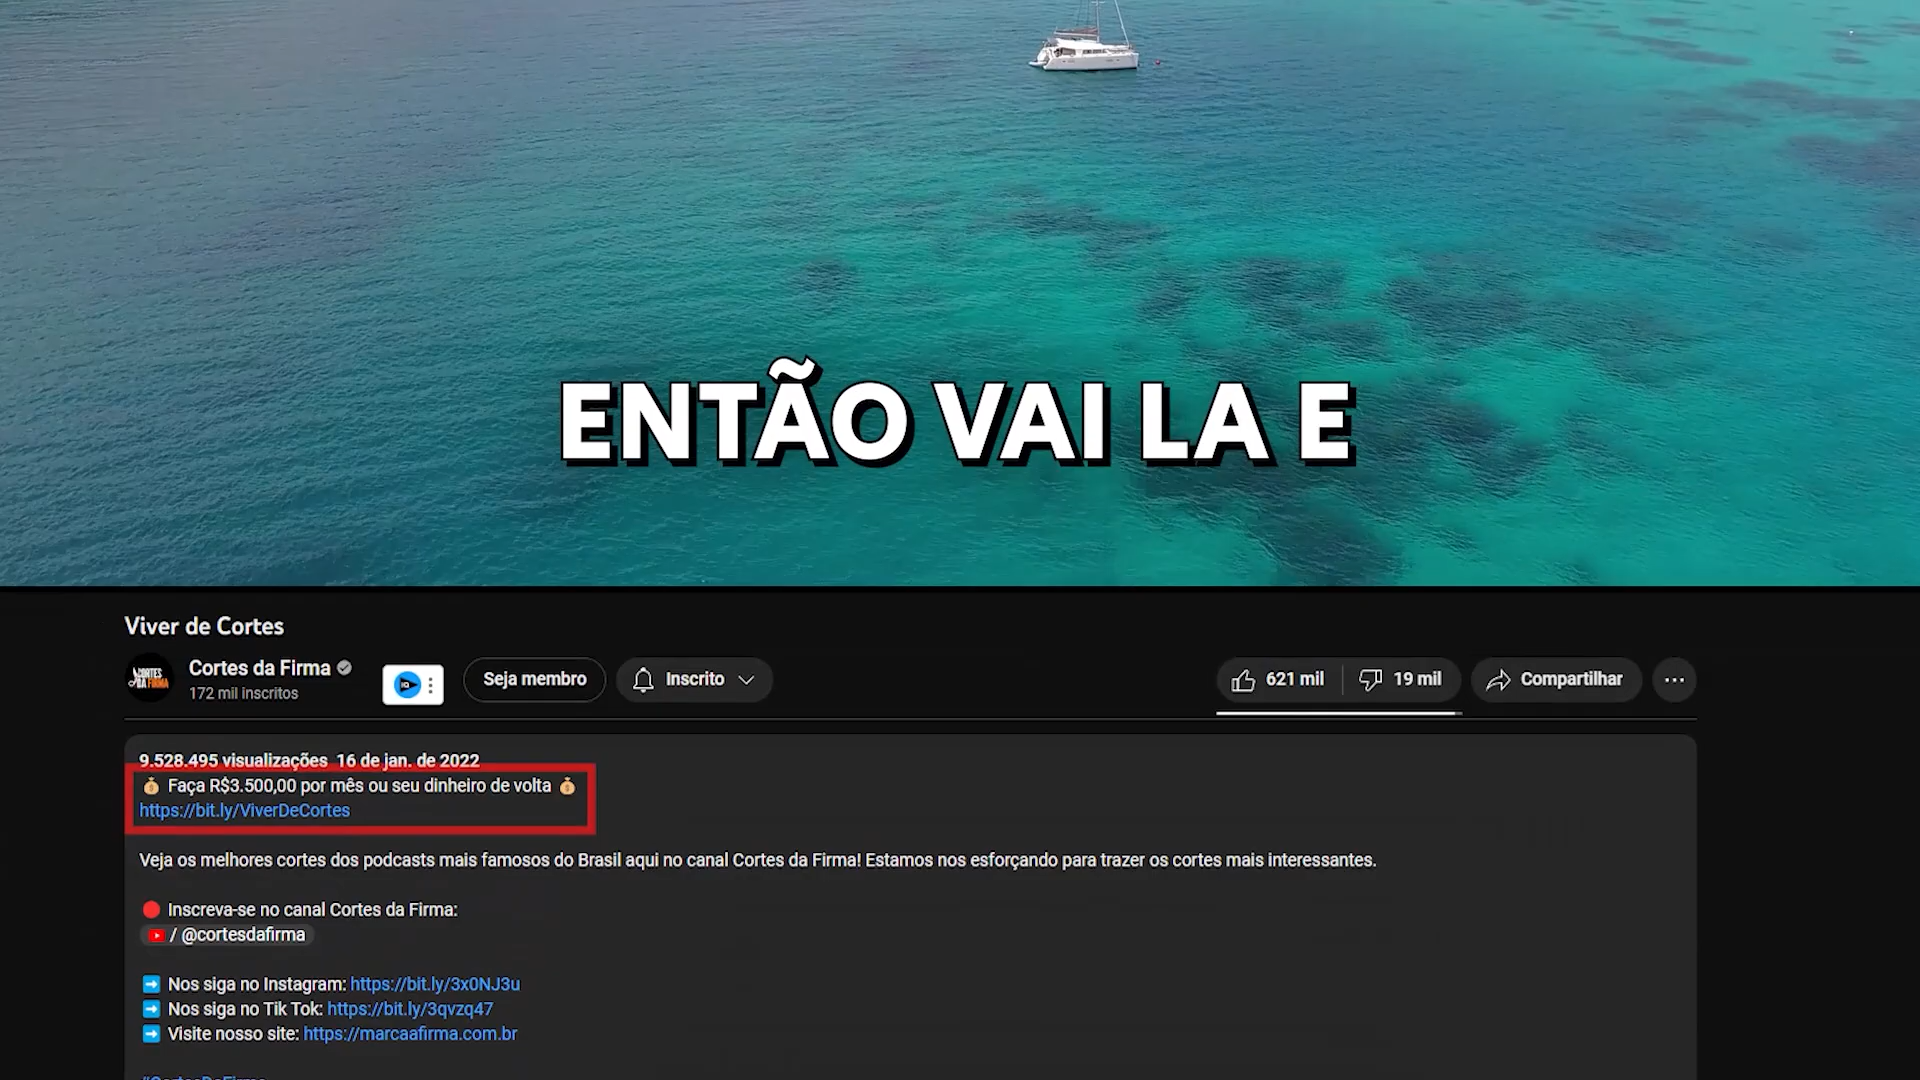 ENTÃO VAI LA E
Viver de Cortes
CORTES DA FIRMA
Cortes da Firma
172 mil inscritos
Seja membro
Inscrito
621 mil
19 mil
Compartilhar
9.528.495 visualizações 16 de jan. de 2022
Faça R$3.500,00 por mês ou seu dinheiro de volta
https://bit.ly/ViverDeCortes
Veja os melhores cortes dos podcasts mais famosos do Brasil aqui no canal Cortes da Firma! Estamos nos esforçando para trazer os cortes mais interessantes.
Inscreva-se no canal Cortes da Firma:
/ @cortesdafirma
Nos siga no Instagram: https://bit.ly/3x0NJ3u
Nos siga no Tik Tok: https://bit.ly/3qvzq47
Visite nosso site: https://marcaafirma.com.br
#CortesDaFirma